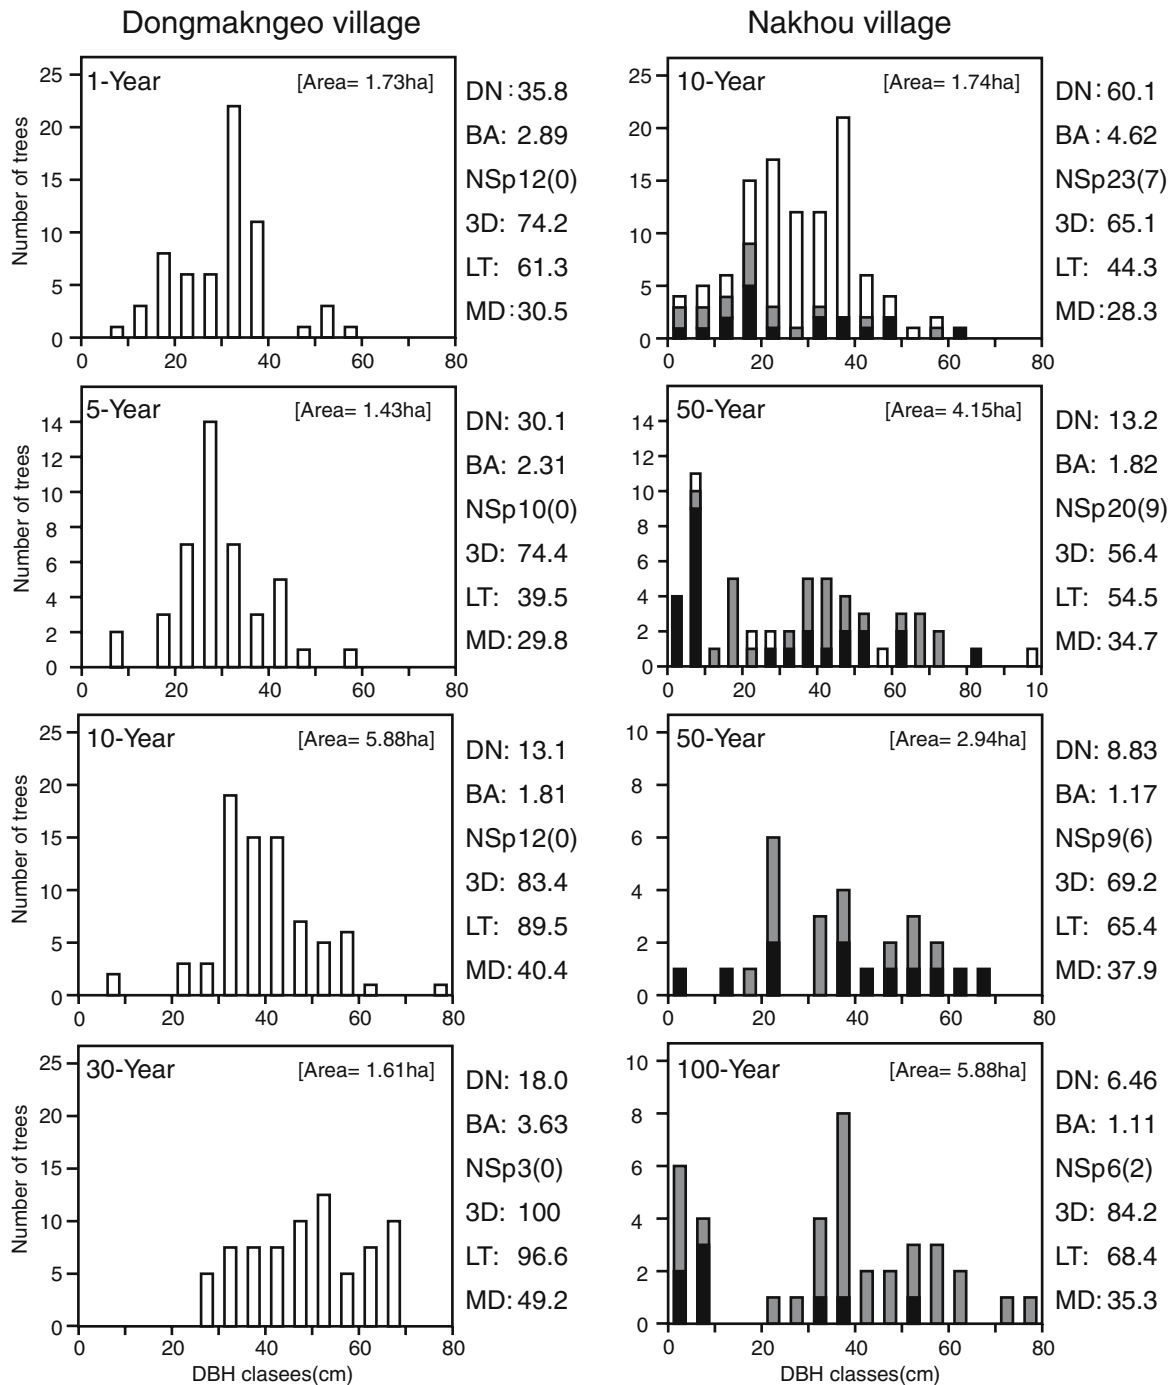 Dongmakngeo village
Nakhou village
1-Year
[Area= 1.73ha]
Number of trees
25
20
15
10
5
0
0 20 40 60 80
DN:35.8
BA: 2.89
NSp12(0)
3D: 74.2
LT: 61.3
MD:30.5
10-Year
[Area= 1.74ha]
25
20
15
10
5
0
0 20 40 60 80
DN:60.1
BA: 4.62
NSp23(7)
3D: 65.1
LT: 44.3
MD:28.3
5-Year
[Area= 1.43ha]
Number of trees
14
12
10
8
6
4
2
0
0 20 40 60 80
DN: 30.1
BA: 2.31
NSp10(0)
3D: 74.4
LT: 39.5
MD: 29.8
50-Year
[Area= 4.15ha]
14
12
10
8
6
4
2
0
0 20 40 60 80 10
DN: 13.2
BA: 1.82
NSp20(9)
3D: 56.4
LT: 54.5
MD: 34.7
10-Year
[Area= 5.88ha]
Number of trees
25
20
15
10
5
0
0 20 40 60 80
DN: 13.1
BA: 1.81
NSp12(0)
3D: 83.4
LT: 89.5
MD:40.4
50-Year
[Area= 2.94ha]
10
8
6
4
2
0
0 20 40 60 80
DN: 8.83
BA: 1.17
NSp9(6)
3D: 69.2
LT: 65.4
MD:37.9
30-Year
[Area= 1.61ha]
Number of trees
25
20
15
10
5
0
0 20 40 60 80
DBH clasees(cm)
DN: 18.0
BA: 3.63
NSp3(0)
3D: 100
LT: 96.6
MD:49.2
100-Year
[Area= 5.88ha]
10
8
6
4
2
0
0 20 40 60 80
DBH clasees(cm)
DN: 6.46
BA: 1.11
NSp6(2)
3D: 84.2
LT: 68.4
MD:35.3